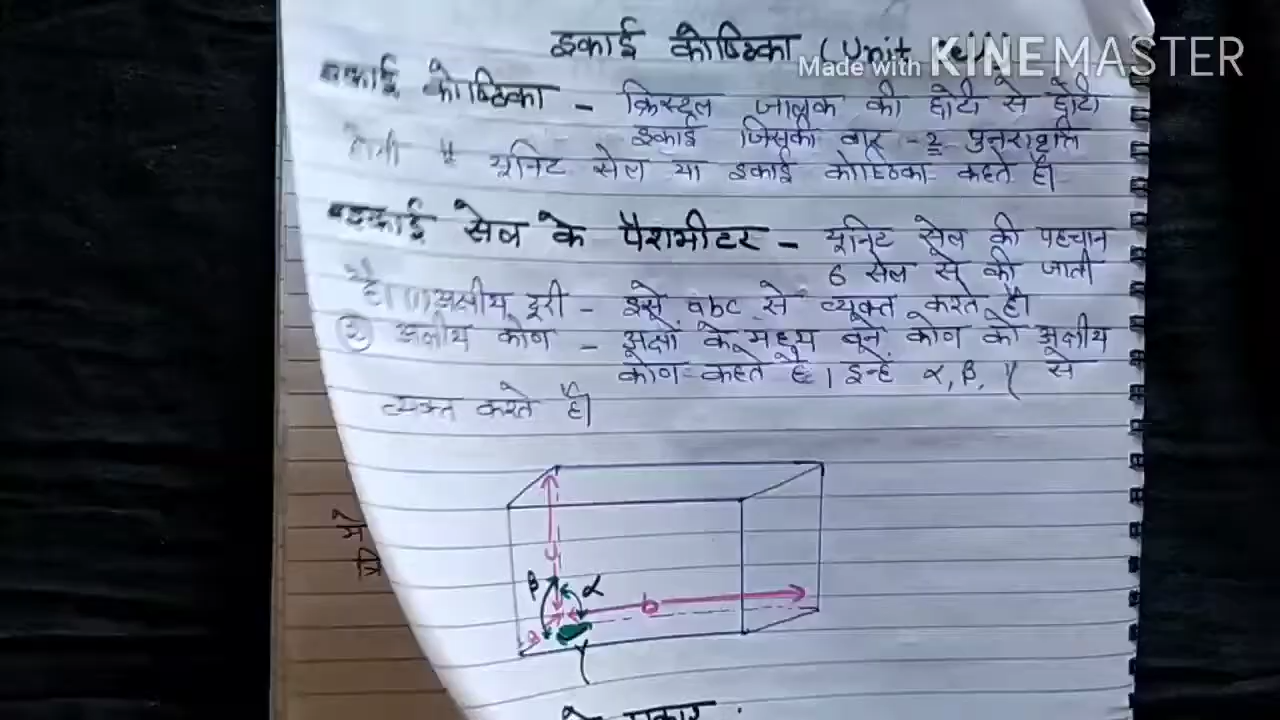 इकाई कोष्ठिका (Unit
Made with KINEMASTER
इकाई कोष्ठिका - क्रिस्टल जालक की छोटी से छोटी
इकाई जिसकी बार -2 पुनरावृत्ति
होती है यूनिट सेल या इकाई कोष्ठिका कहते है।
इकाई सेल के पैरामीटर - यूनिट सेल की पहचान
6 सेल से की जाती
है। (1) अक्षीय दूरी - इसे abc से व्यक्त करते है।
② अक्षीय कोण - अक्षो के मध्य बने कोण को अक्षीय
कोण कहते है। इन्हे α, β, γ से
व्यक्त करते है।
β α
b
a
γ
के प्रकार